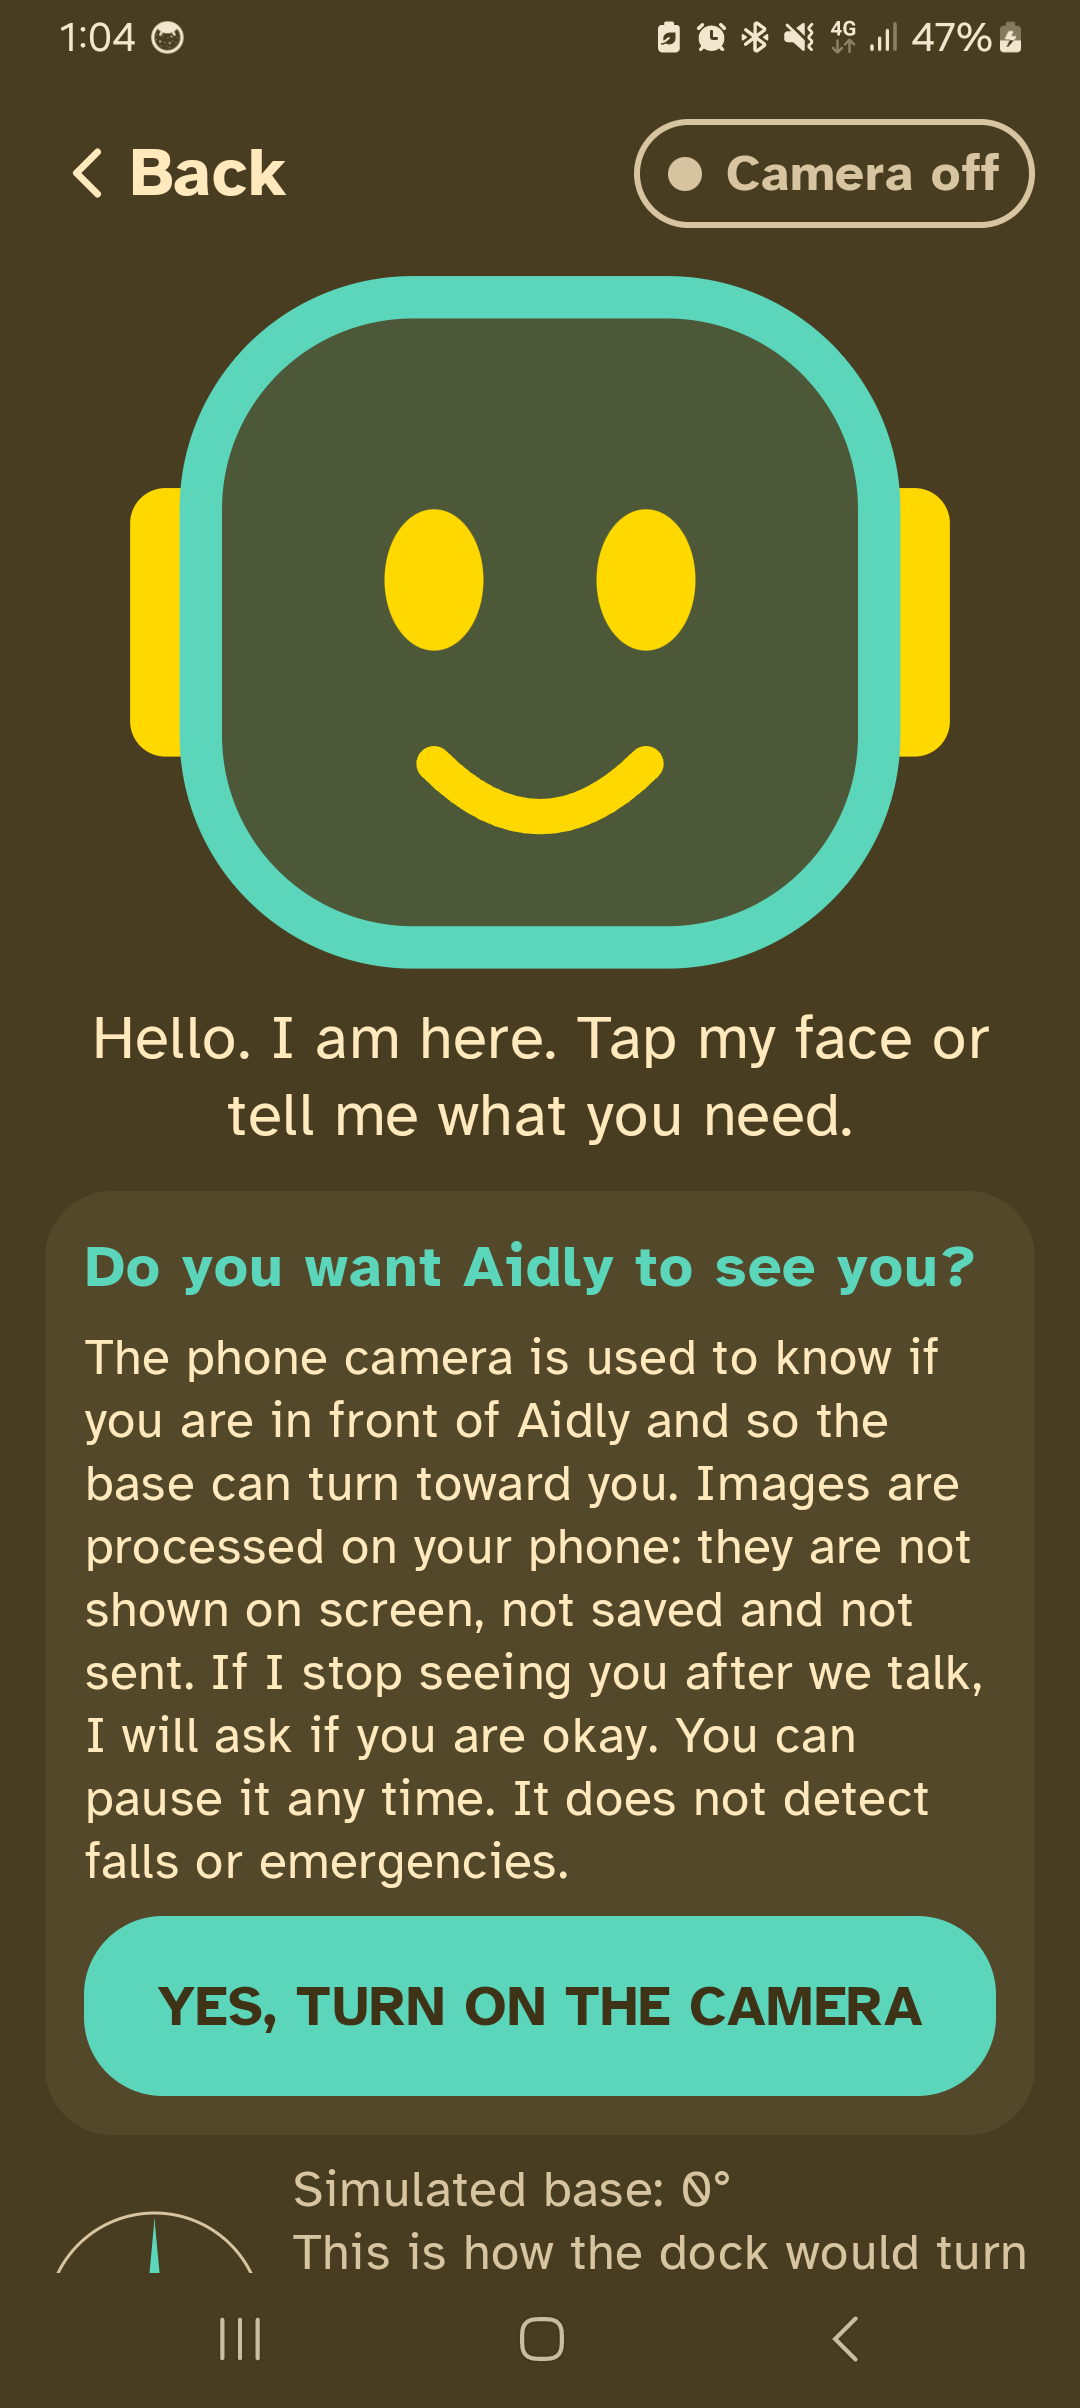 1:04
4G
47%
Back
Camera off
Hello. I am here. Tap my face or
tell me what you need.
Do you want Aidly to see you?
The phone camera is used to know if
you are in front of Aidly and so the
base can turn toward you. Images are
processed on your phone: they are not
shown on screen, not saved and not
sent. If I stop seeing you after we talk,
I will ask if you are okay. You can
pause it any time. It does not detect
falls or emergencies.
YES, TURN ON THE CAMERA
Simulated base: 0°
This is how the dock would turn